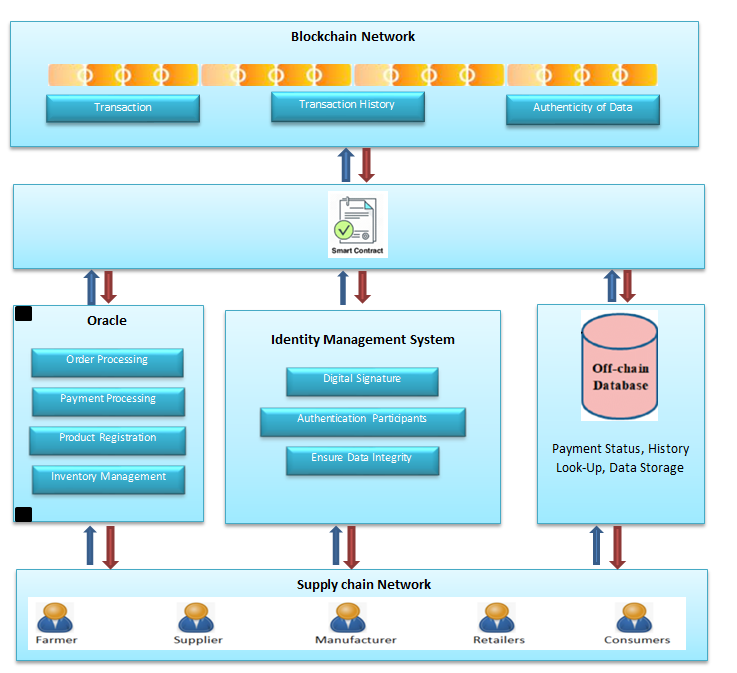 Blockchain Network
Transaction
Transaction History
Authenticity of Data
Smart Contract
Oracle
Order Processing
Payment Processing
Product Registration
Inventory Management
Identity Management System
Digital Signature
Authentication Participants
Ensure Data Integrity
Off-chain
Database
Payment Status, History
Look-Up, Data Storage
Supply chain Network
Farmer
Supplier
Manufacturer
Retailers
Consumers